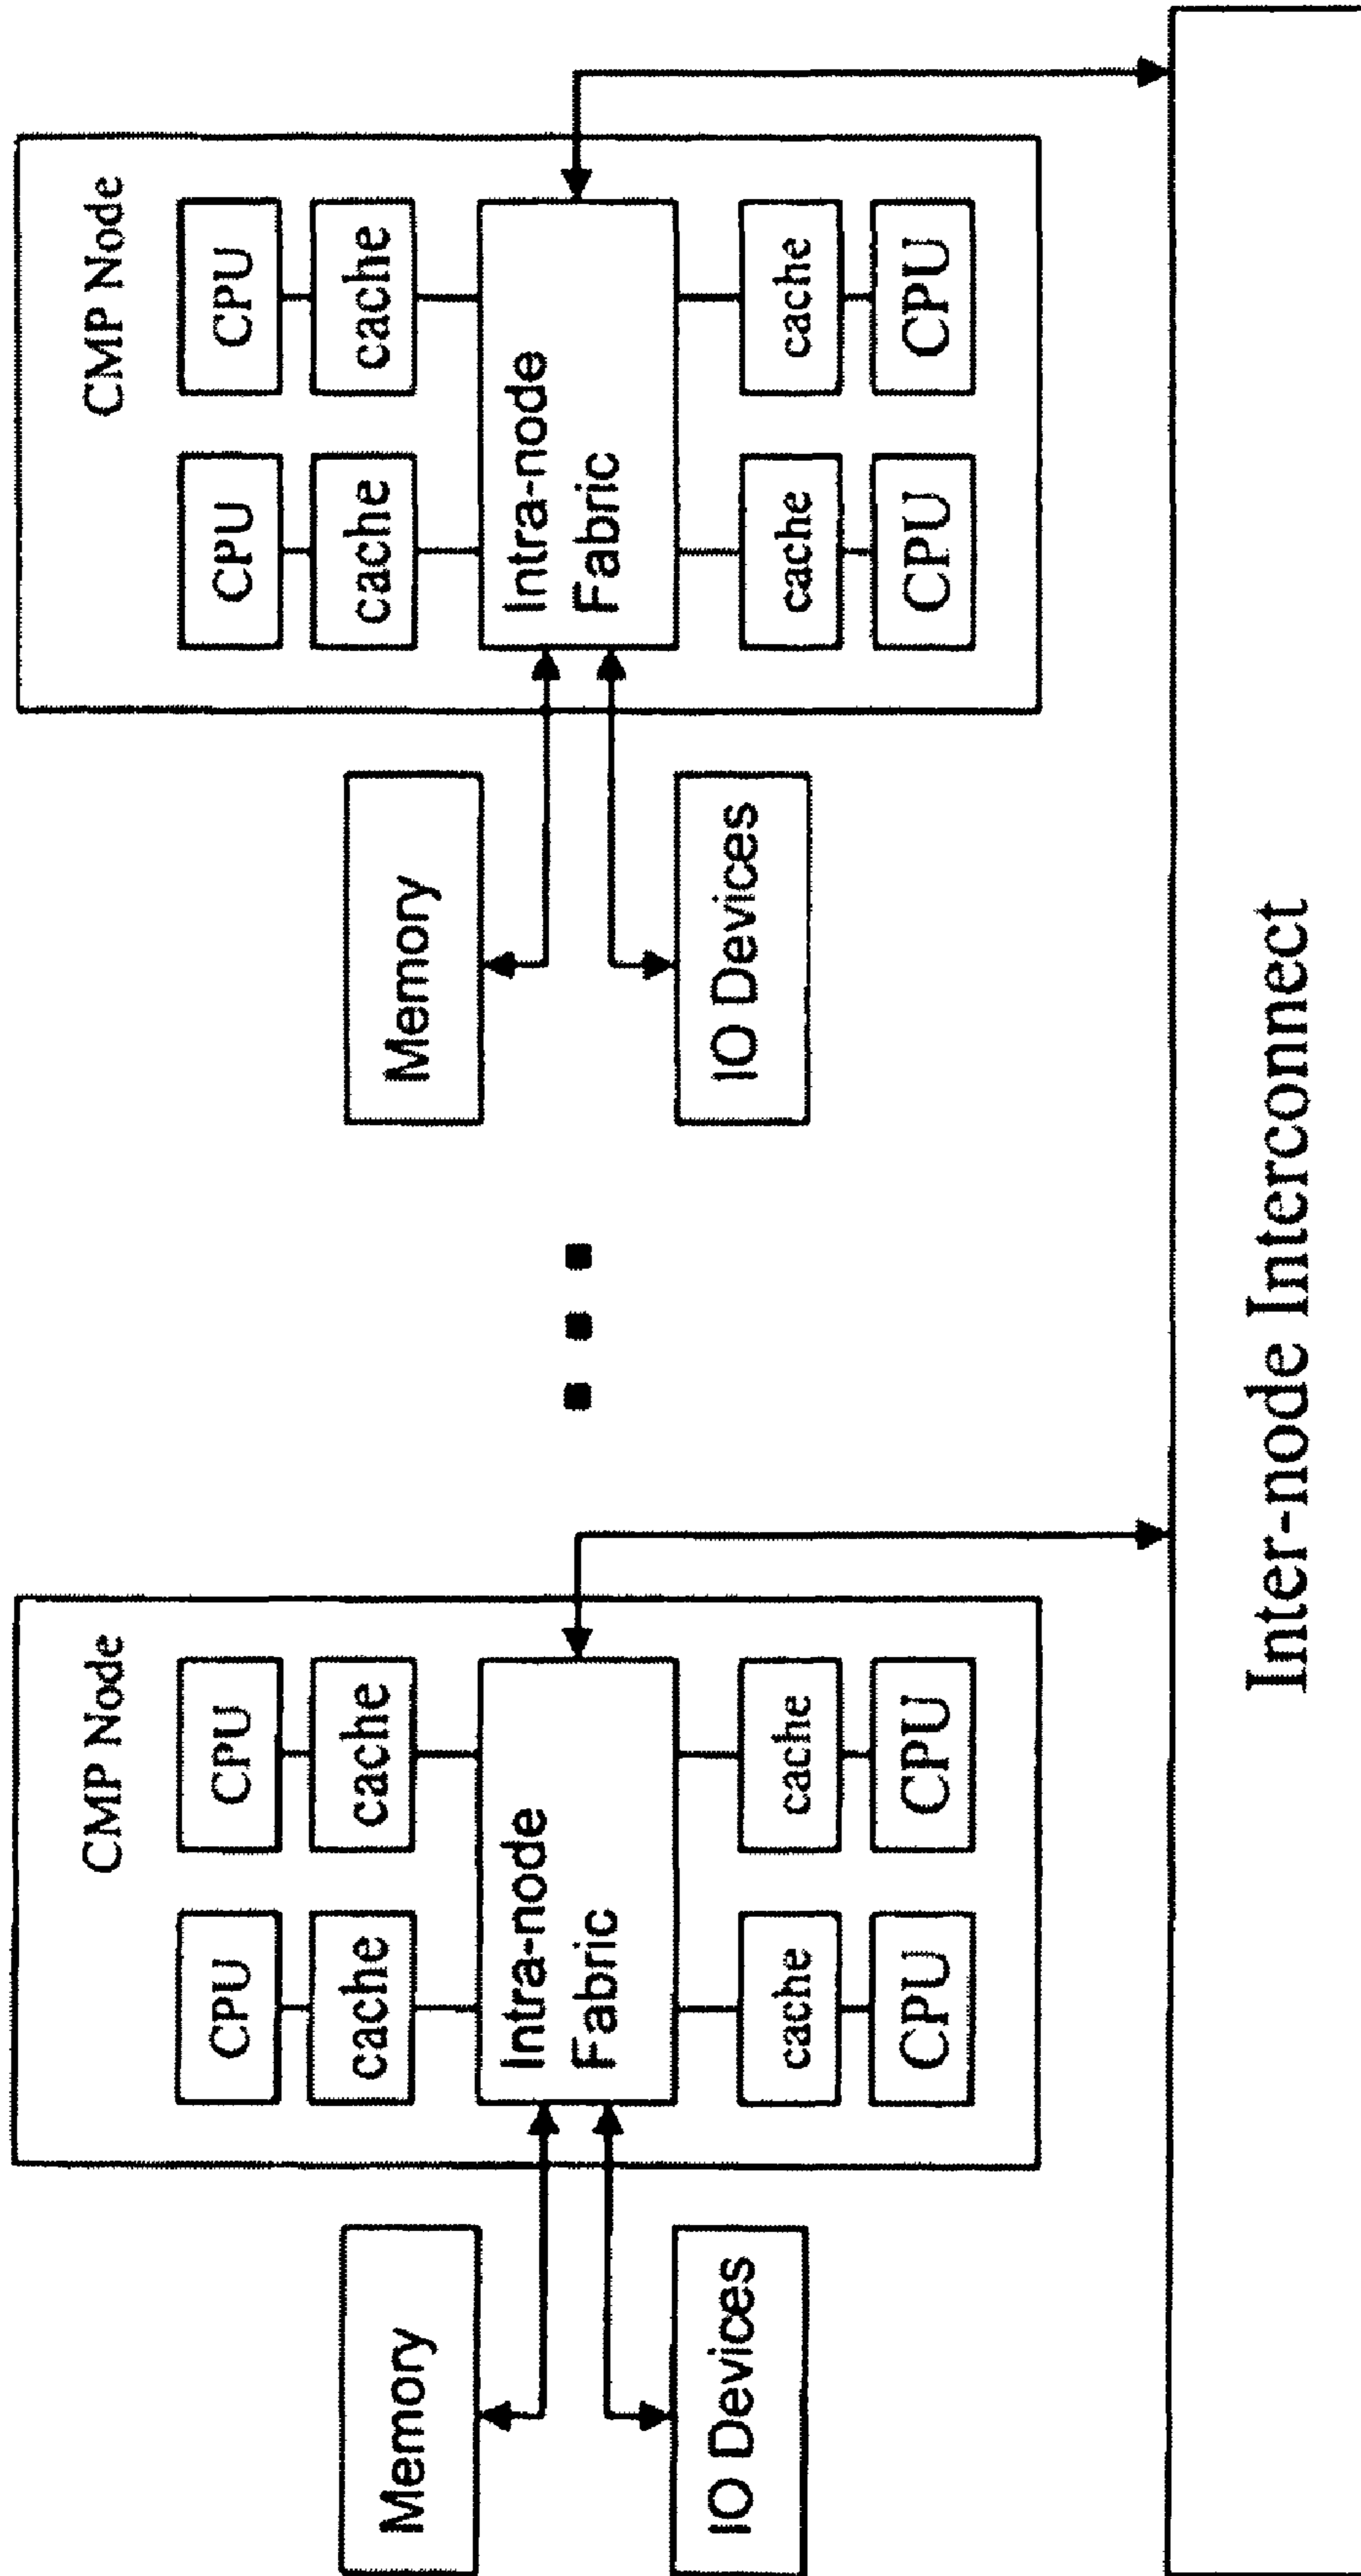 CMP Node
CPU
CPU
cache
cache
Memory
Intra-node
Fabric
IO Devices
cache
cache
CPU
CPU
CMP Node
CPU
CPU
cache
cache
Memory
Intra-node
Fabric
IO Devices
cache
cache
CPU
CPU
Inter-node Interconnect